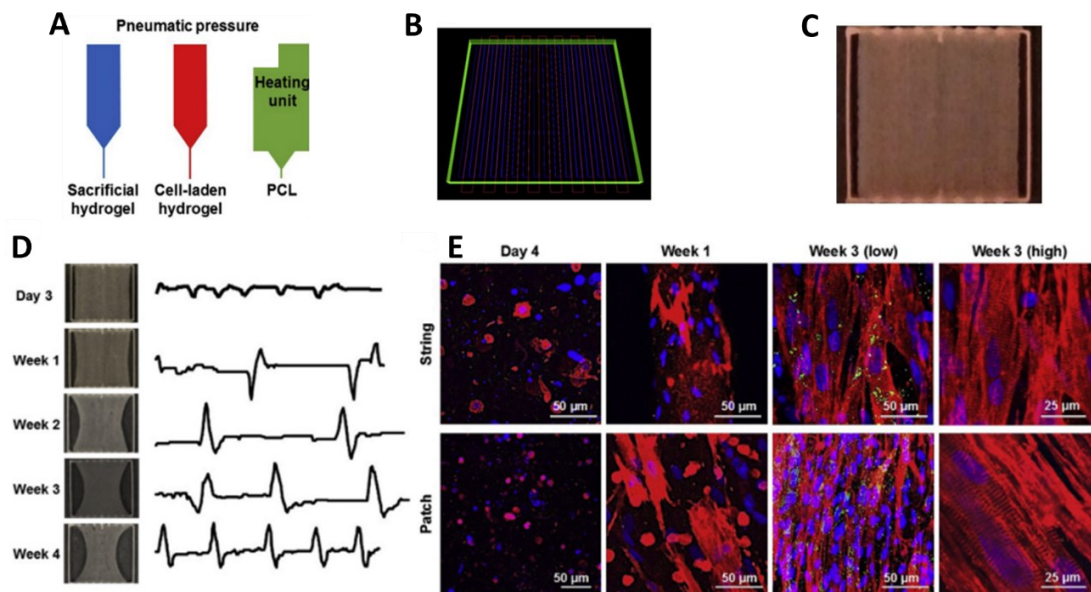 A
Pneumatic pressure
Heating
unit
Sacrificial
hydrogel
Cell-laden
hydrogel
PCL
B
C
D
Day 3
Week 1
Week 2
Week 3
Week 4
E
Day 4
Week 1
Week 3 (low)
Week 3 (high)
String
50 µm
50 µm
50 µm
25 µm
Patch
50 µm
50 µm
50 µm
25 µm